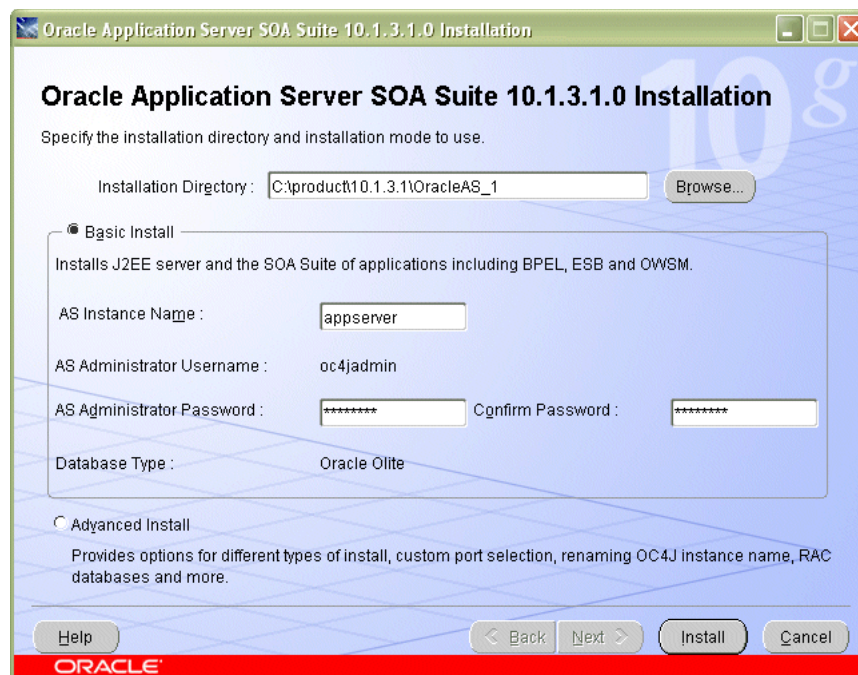 Oracle Application Server SOA Suite 10.1.3.1.0 Installation
10g
Oracle Application Server SOA Suite 10.1.3.1.0 Installation
Specify the installation directory and installation mode to use.
Installation Directory : C:\product\10.1.3.1\OracleAS_1 Browse...
Basic Install
Installs J2EE server and the SOA Suite of applications including BPEL, ESB and OWSM.
AS Instance Name : appserver
AS Administrator Username : oc4jadmin
AS Administrator Password : ******** Confirm Password : ********
Database Type : Oracle Olite
Advanced Install
Provides options for different types of install, custom port selection, renaming OC4J instance name, RAC
databases and more.
Help Back Next Install Cancel
ORACLE